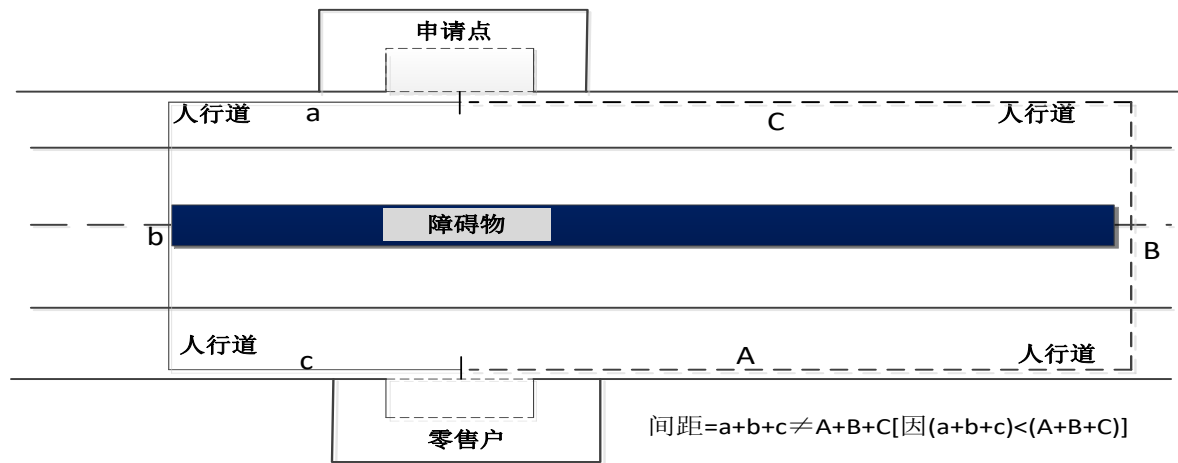 申请点
人行道
a
C
人行道
障碍物
b
B
人行道
c
A
人行道
零售户
间距=a+b+c≠A+B+C[因(a+b+c)<(A+B+C)]